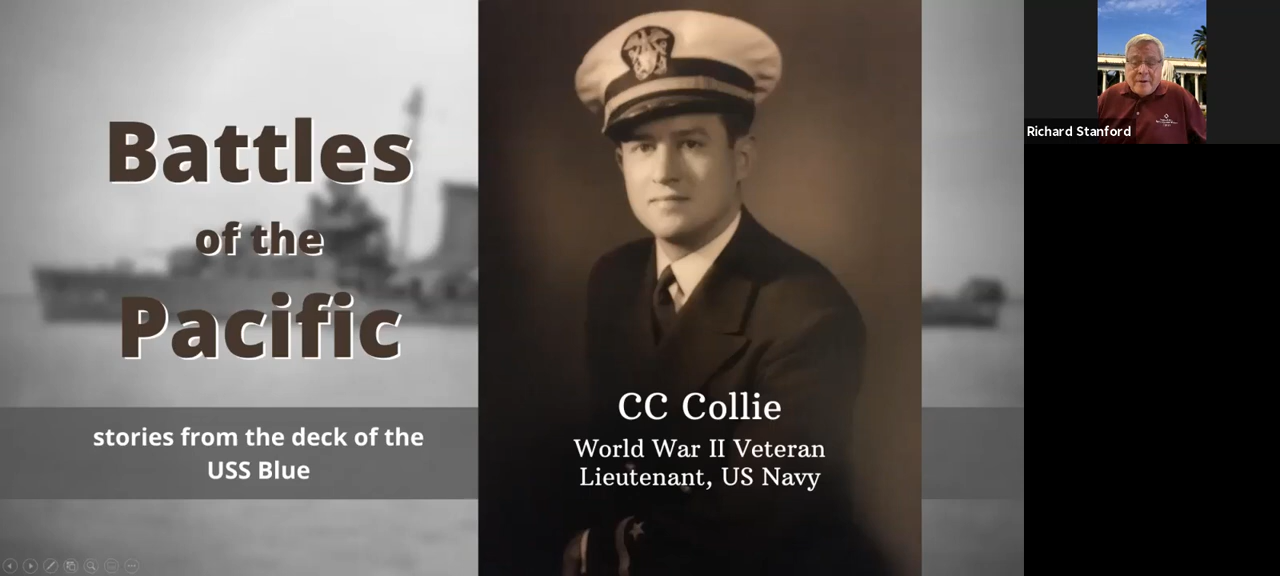 Battles
of the
Pacific
stories from the deck of the
USS Blue
CC Collie
World War II Veteran
Lieutenant, US Navy
Richard Stanford